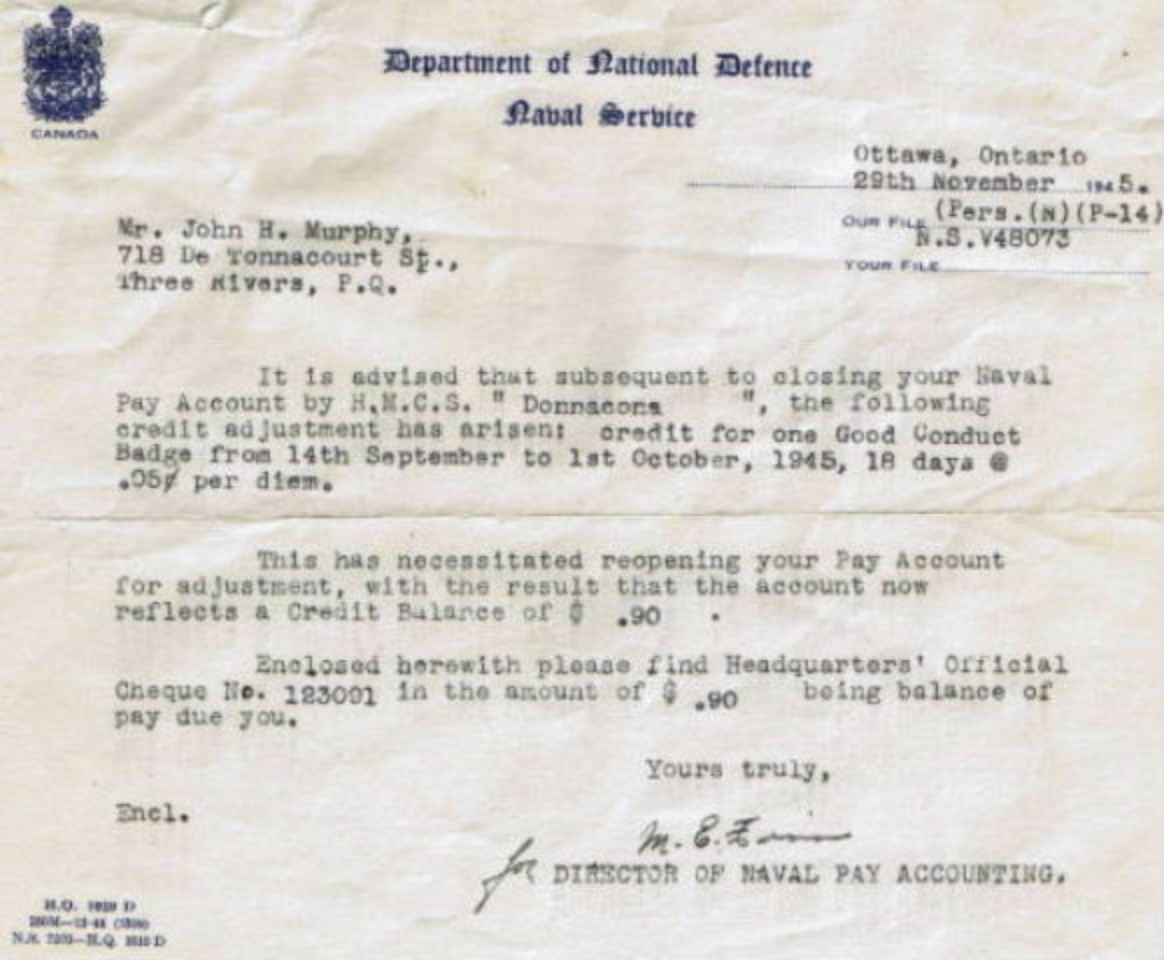 CANADA
Department of National Defence
Naval Service
Ottawa, Ontario
29th November 1945.
OUR FILE (Pers.(N)(P-14)
N.S.V48073
YOUR FILE
Mr. John H. Murphy,
718 De Tonnacourt St.,
Three Rivers, P.Q.
It is advised that subsequent to closing your Naval
Pay Account by H.M.C.S. " Donnacona ", the following
credit adjustment has arisen: credit for one Good Conduct
Badge from 14th September to 1st October, 1945, 18 days @
.05¢ per diem.
This has necessitated reopening your Pay Account
for adjustment, with the result that the account now
reflects a Credit Balance of $ .90 .
Enclosed herewith please find Headquarters' Official
Cheque No. 123091 in the amount of $ .90 being balance of
pay due you.
Yours truly,
Encl.
M. E.
for DIRECTOR OF NAVAL PAY ACCOUNTING.